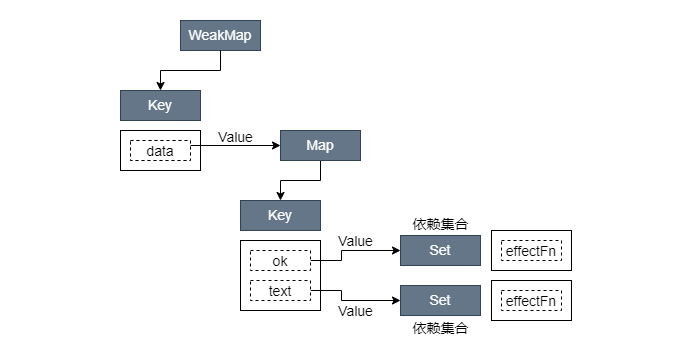 WeakMap
Key
data
Value
Map
Key
ok
Value
依赖集合
Set
effectFn
text
Value
Set
effectFn
依赖集合